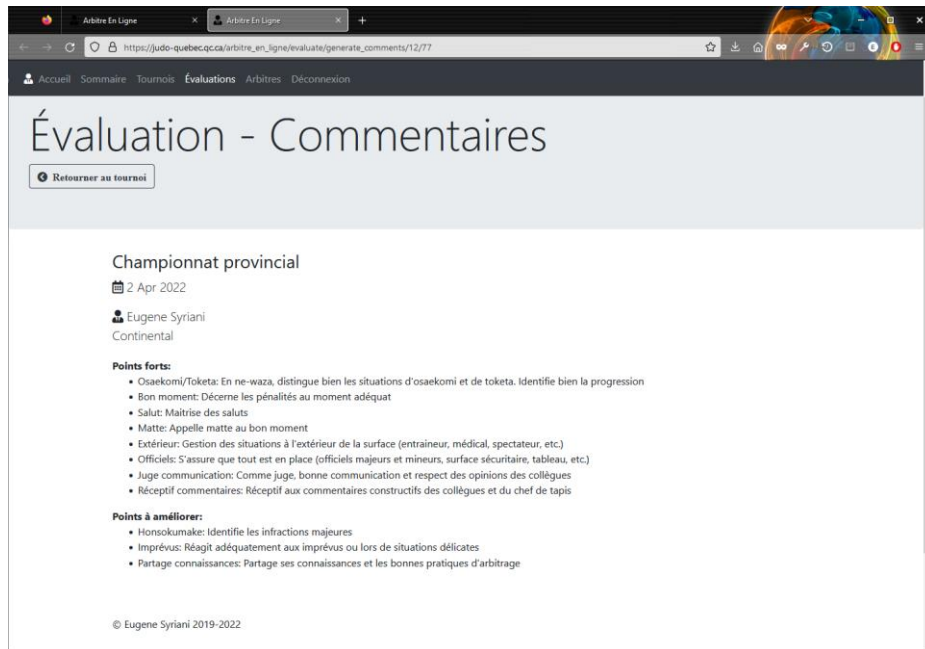 Arbitre En Ligne
Arbitre En Ligne
https://judo-quebec.qc.ca/arbitre_en_ligne/evaluate/generate_comments/12/77
Accueil Sommaire Tournois Évaluations Arbitres Déconnexion
Évaluation - Commentaires
Retourner au tournoi
Championnat provincial
2 Apr 2022
Eugene Syriani
Continental
Points forts:
• Osaekomi/Toketa: En ne-waza, distingue bien les situations d'osaekomi et de toketa. Identifie bien la progression
• Bon moment: Décerne les pénalités au moment adéquat
• Salut: Maitrise des saluts
• Matte: Appelle matte au bon moment
• Extérieur: Gestion des situations à l'extérieur de la surface (entraineur, médical, spectateur, etc.)
• Officiels: S'assure que tout est en place (officiels majeurs et mineurs, surface sécuritaire, tableau, etc.)
• Juge communication: Comme juge, bonne communication et respect des opinions des collègues
• Réceptif commentaires: Réceptif aux commentaires constructifs des collègues et du chef de tapis
Points à améliorer:
• Honsokumake: Identifie les infractions majeures
• Imprévus: Réagit adéquatement aux imprévus ou lors de situations délicates
• Partage connaissances: Partage ses connaissances et les bonnes pratiques d'arbitrage
© Eugene Syriani 2019-2022